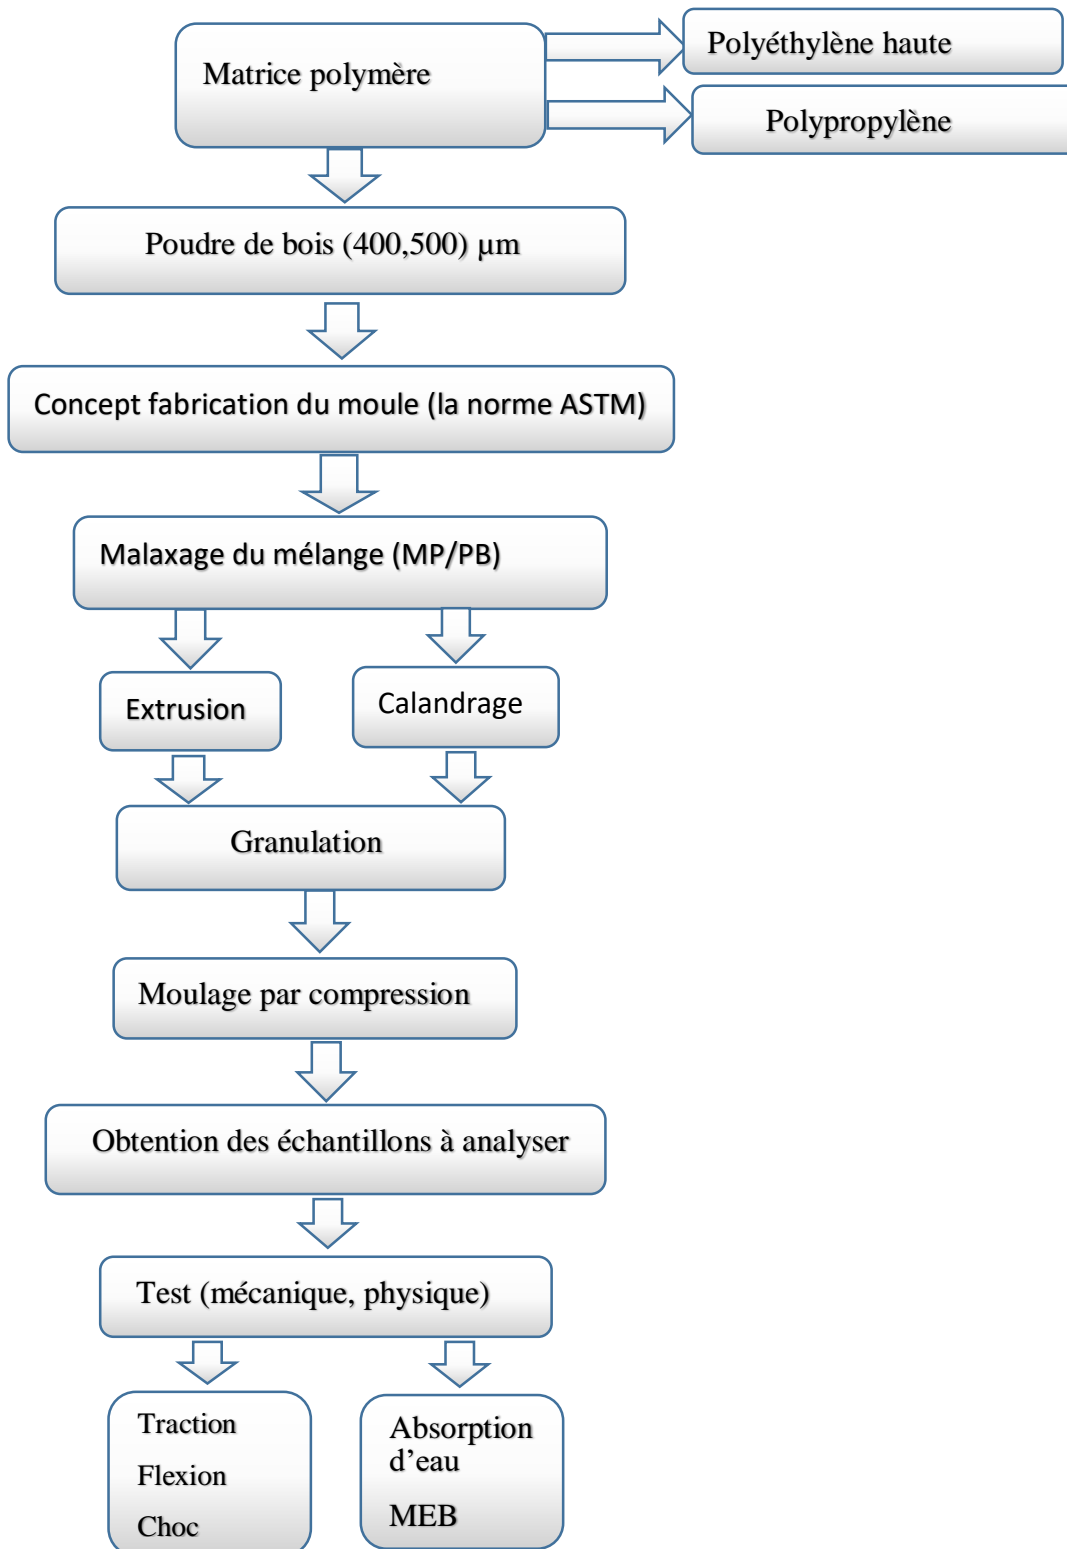 Matrice polymère
Polyéthylène haute
Polypropylène
Poudre de bois (400,500) µm
Concept fabrication du moule (la norme ASTM)
Malaxage du mélange (MP/PB)
Extrusion
Calandrage
Granulation
Moulage par compression
Obtention des échantillons à analyser
Test (mécanique, physique)
Traction
Flexion
Choc
Absorption
d’eau
MEB